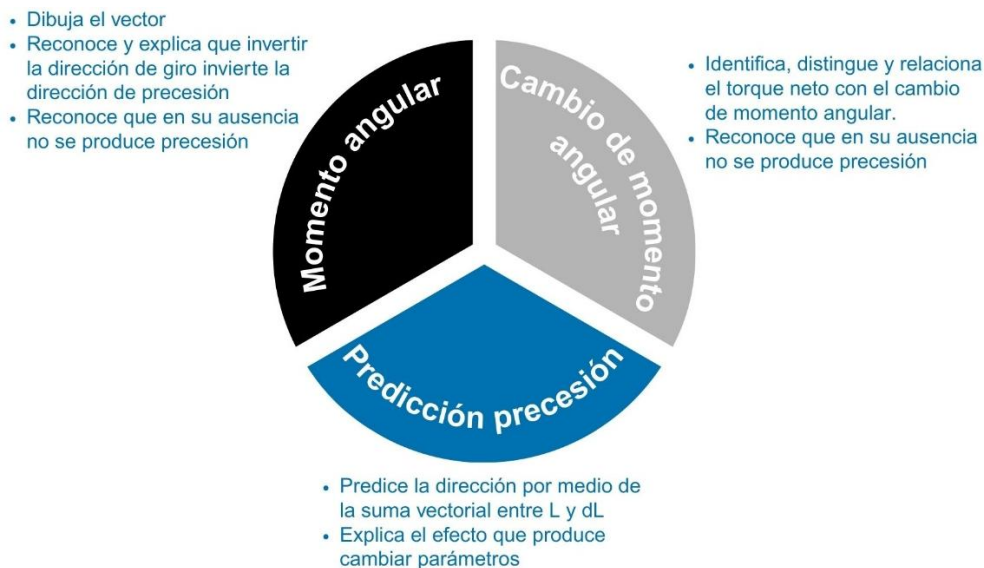 • Dibuja el vector
• Reconoce y explica que invertir
la dirección de giro invierte la
dirección de precesión
• Reconoce que en su ausencia
no se produce precesión
Momento angular
Cambio de momento
angular
• Identifica, distingue y relaciona
el torque neto con el cambio
de momento angular.
• Reconoce que en su ausencia
no se produce precesión
Predicción precesión
• Predice la dirección por medio de
la suma vectorial entre L y dL
• Explica el efecto que produce
cambiar parámetros